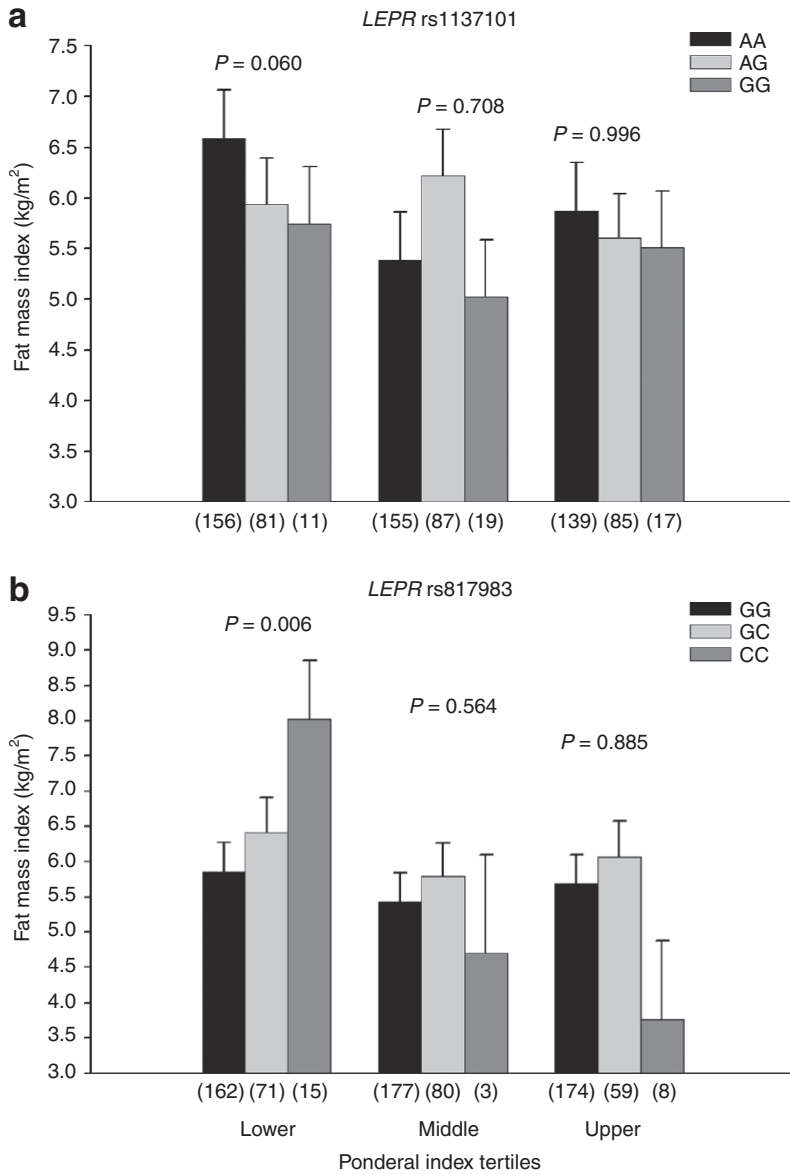 a
LEPR rs1137101
AA
AG
GG
P = 0.060
P = 0.708
P = 0.996
Fat mass index (kg/m²)
7.5
7.0
6.5
6.0
5.5
5.0
4.5
4.0
3.5
3.0
(156) (81) (11) (155) (87) (19) (139) (85) (17)
b
LEPR rs817983
GG
GC
CC
P = 0.006
P = 0.564
P = 0.885
Fat mass index (kg/m²)
9.5
9.0
8.5
8.0
7.5
7.0
6.5
6.0
5.5
5.0
4.5
4.0
3.5
3.0
(162) (71) (15) (177) (80) (3) (174) (59) (8)
Lower Middle Upper
Ponderal index tertiles